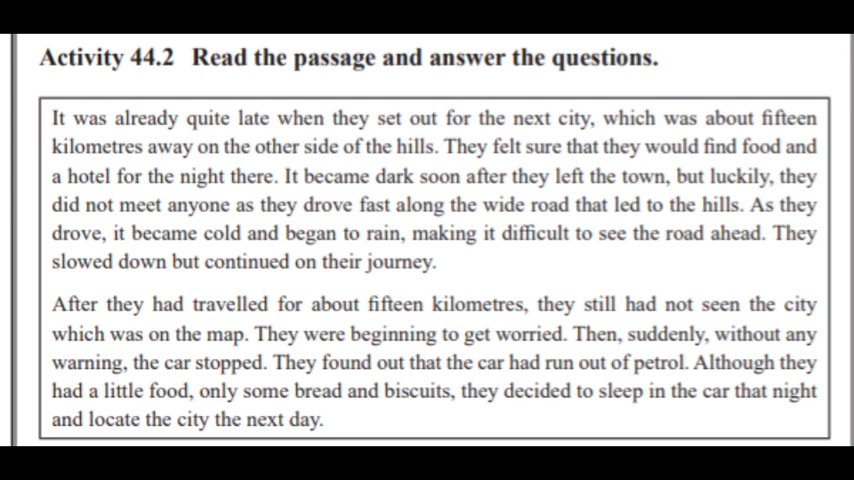 Activity 44.2 Read the passage and answer the questions.
It was already quite late when they set out for the next city, which was about fifteen
kilometres away on the other side of the hills. They felt sure that they would find food and
a hotel for the night there. It became dark soon after they left the town, but luckily, they
did not meet anyone as they drove fast along the wide road that led to the hills. As they
drove, it became cold and began to rain, making it difficult to see the road ahead. They
slowed down but continued on their journey.
After they had travelled for about fifteen kilometres, they still had not seen the city
which was on the map. They were beginning to get worried. Then, suddenly, without any
warning, the car stopped. They found out that the car had run out of petrol. Although they
had a little food, only some bread and biscuits, they decided to sleep in the car that night
and locate the city the next day.